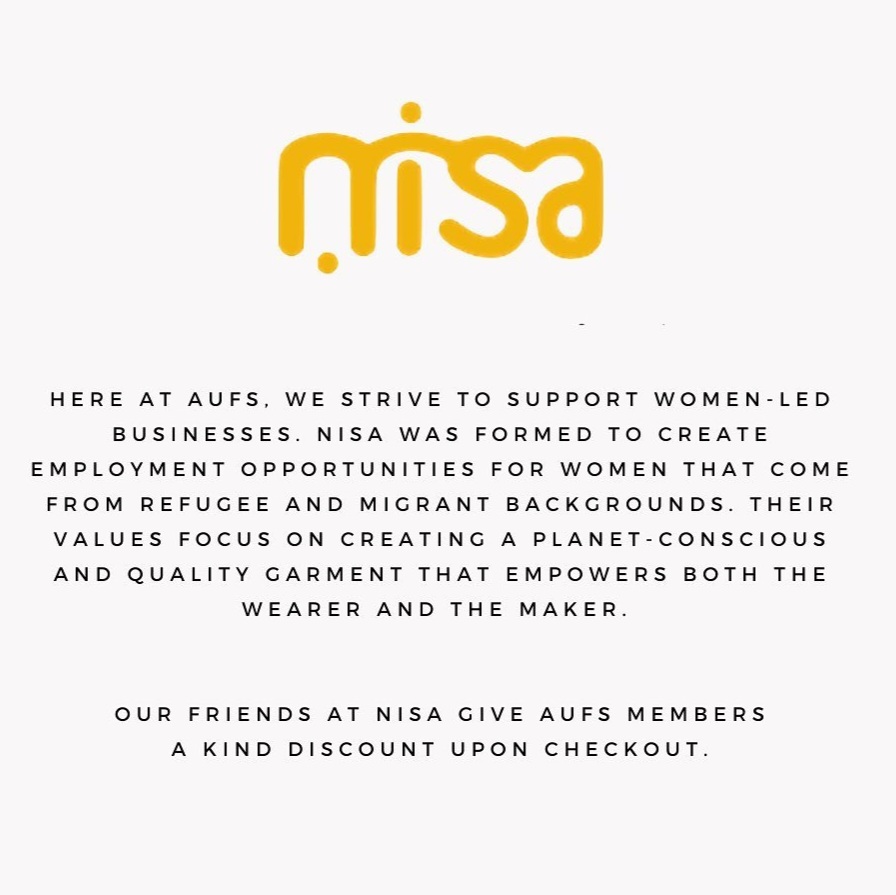 nisa
HERE AT AUFS, WE STRIVE TO SUPPORT WOMEN-LED
BUSINESSES. NISA WAS FORMED TO CREATE
EMPLOYMENT OPPORTUNITIES FOR WOMEN THAT COME
FROM REFUGEE AND MIGRANT BACKGROUNDS. THEIR
VALUES FOCUS ON CREATING A PLANET-CONSCIOUS
AND QUALITY GARMENT THAT EMPOWERS BOTH THE
WEARER AND THE MAKER.
OUR FRIENDS AT NISA GIVE AUFS MEMBERS
A KIND DISCOUNT UPON CHECKOUT.